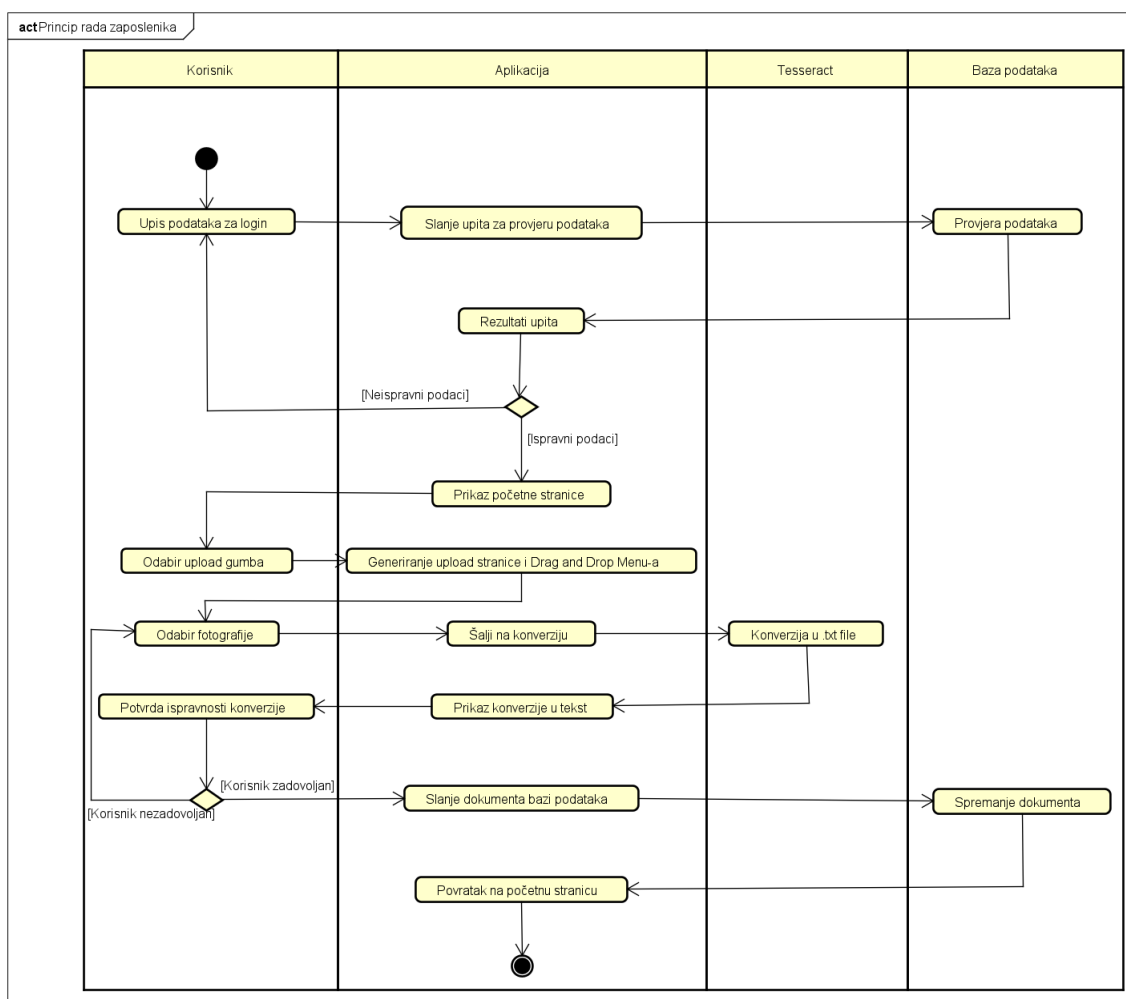 act Princip rada zaposlenika
Korisnik
Aplikacija
Tesseract
Baza podataka
Upis podataka za login
Slanje upita za provjeru podataka
Provjera podataka
Rezultati upita
[Neispravni podaci]
[Ispravni podaci]
Prikaz početne stranice
Odabir upload gumba
Generiranje upload stranice i Drag and Drop Menu-a
Odabir fotografije
Šalji na konverziju
Konverzija u .txt file
Potvrda ispravnosti konverzije
Prikaz konverzije u tekst
[Korisnik zadovoljan]
[Korisnik nezadovoljan]
Slanje dokumenta bazi podataka
Spremanje dokumenta
Povratak na početnu stranicu